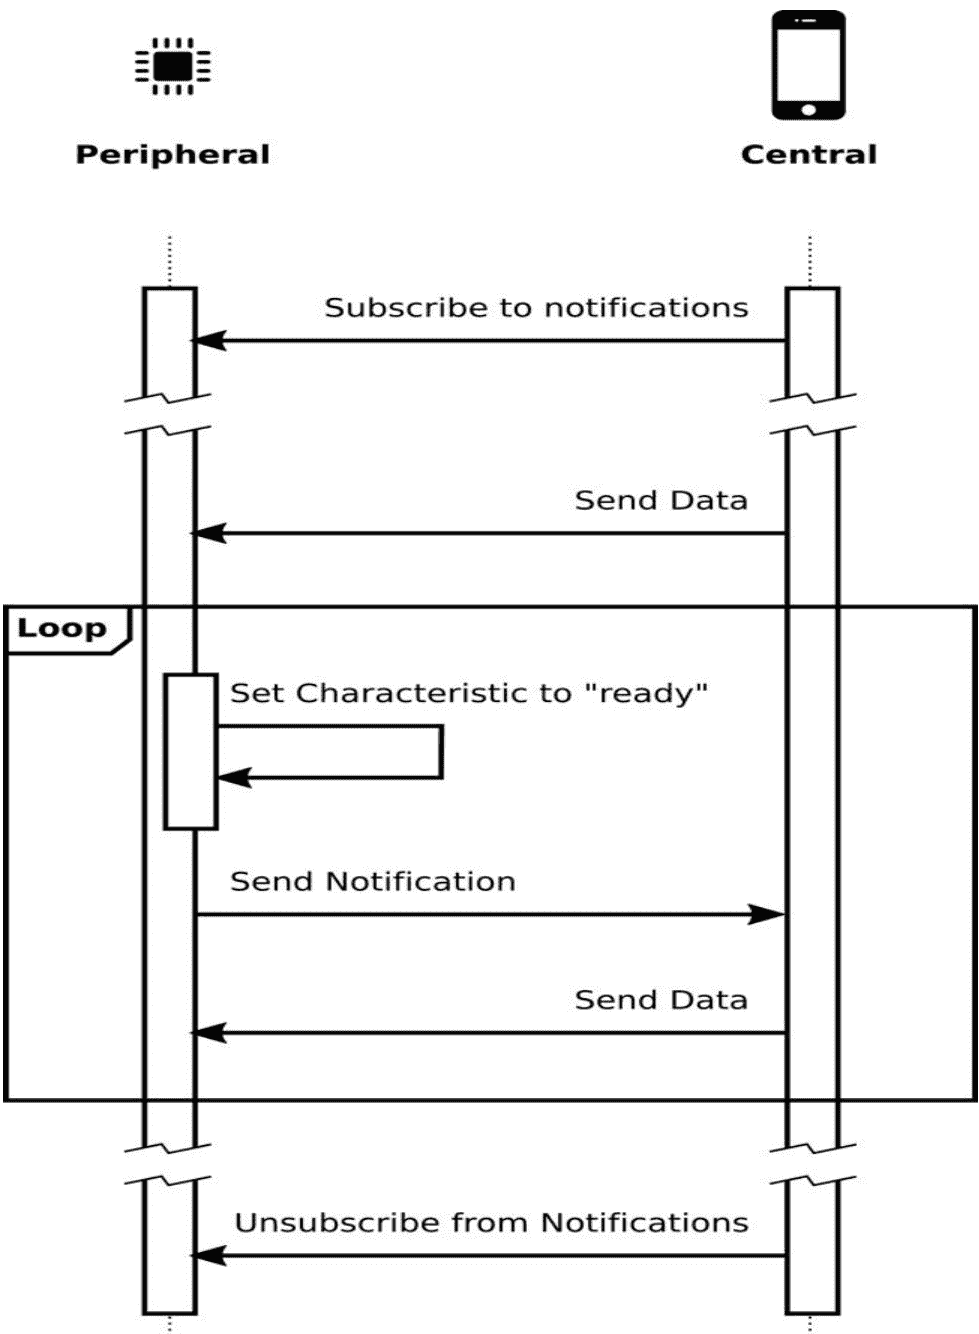 Peripheral
Central
Subscribe to notifications
Send Data
Loop
Set Characteristic to "ready"
Send Notification
Send Data
Unsubscribe from Notifications